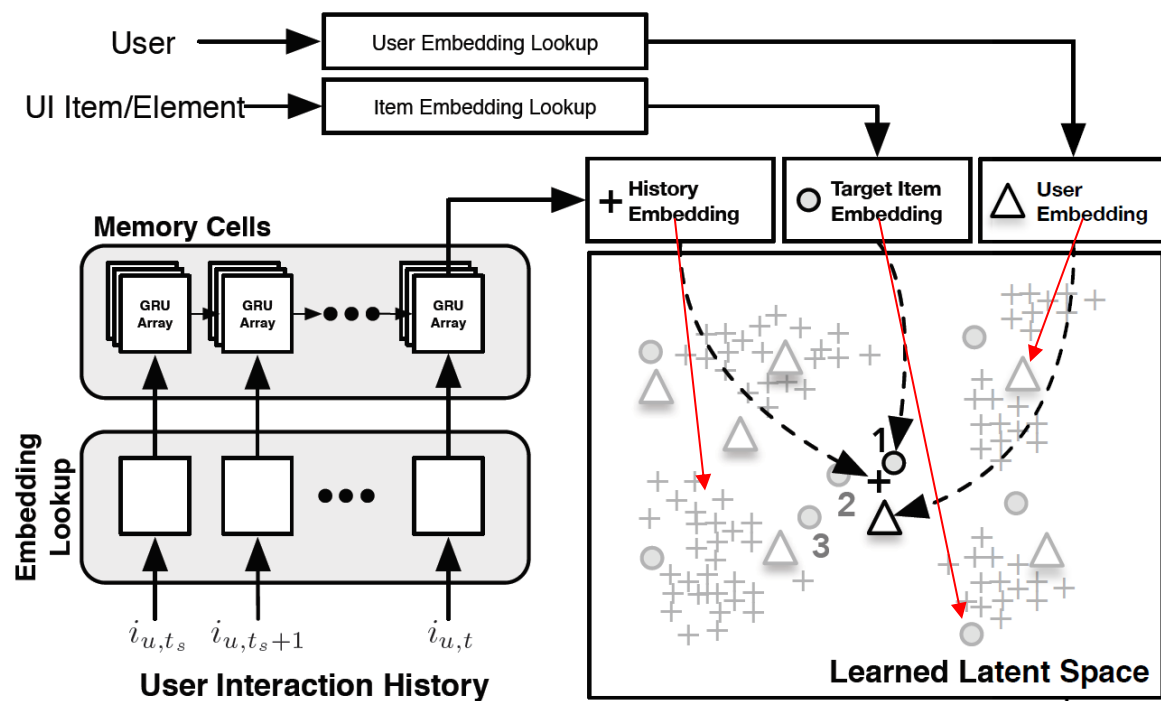 User
User Embedding Lookup
UI Item/Element
Item Embedding Lookup
+ History
Embedding
Target Item
Embedding
User
Embedding
Memory Cells
GRU
Array
GRU
Array
GRU
Array
Embedding
Lookup
1
2
3
i_{u,t_s} i_{u,t_s+1} i_{u,t}
User Interaction History
Learned Latent Space